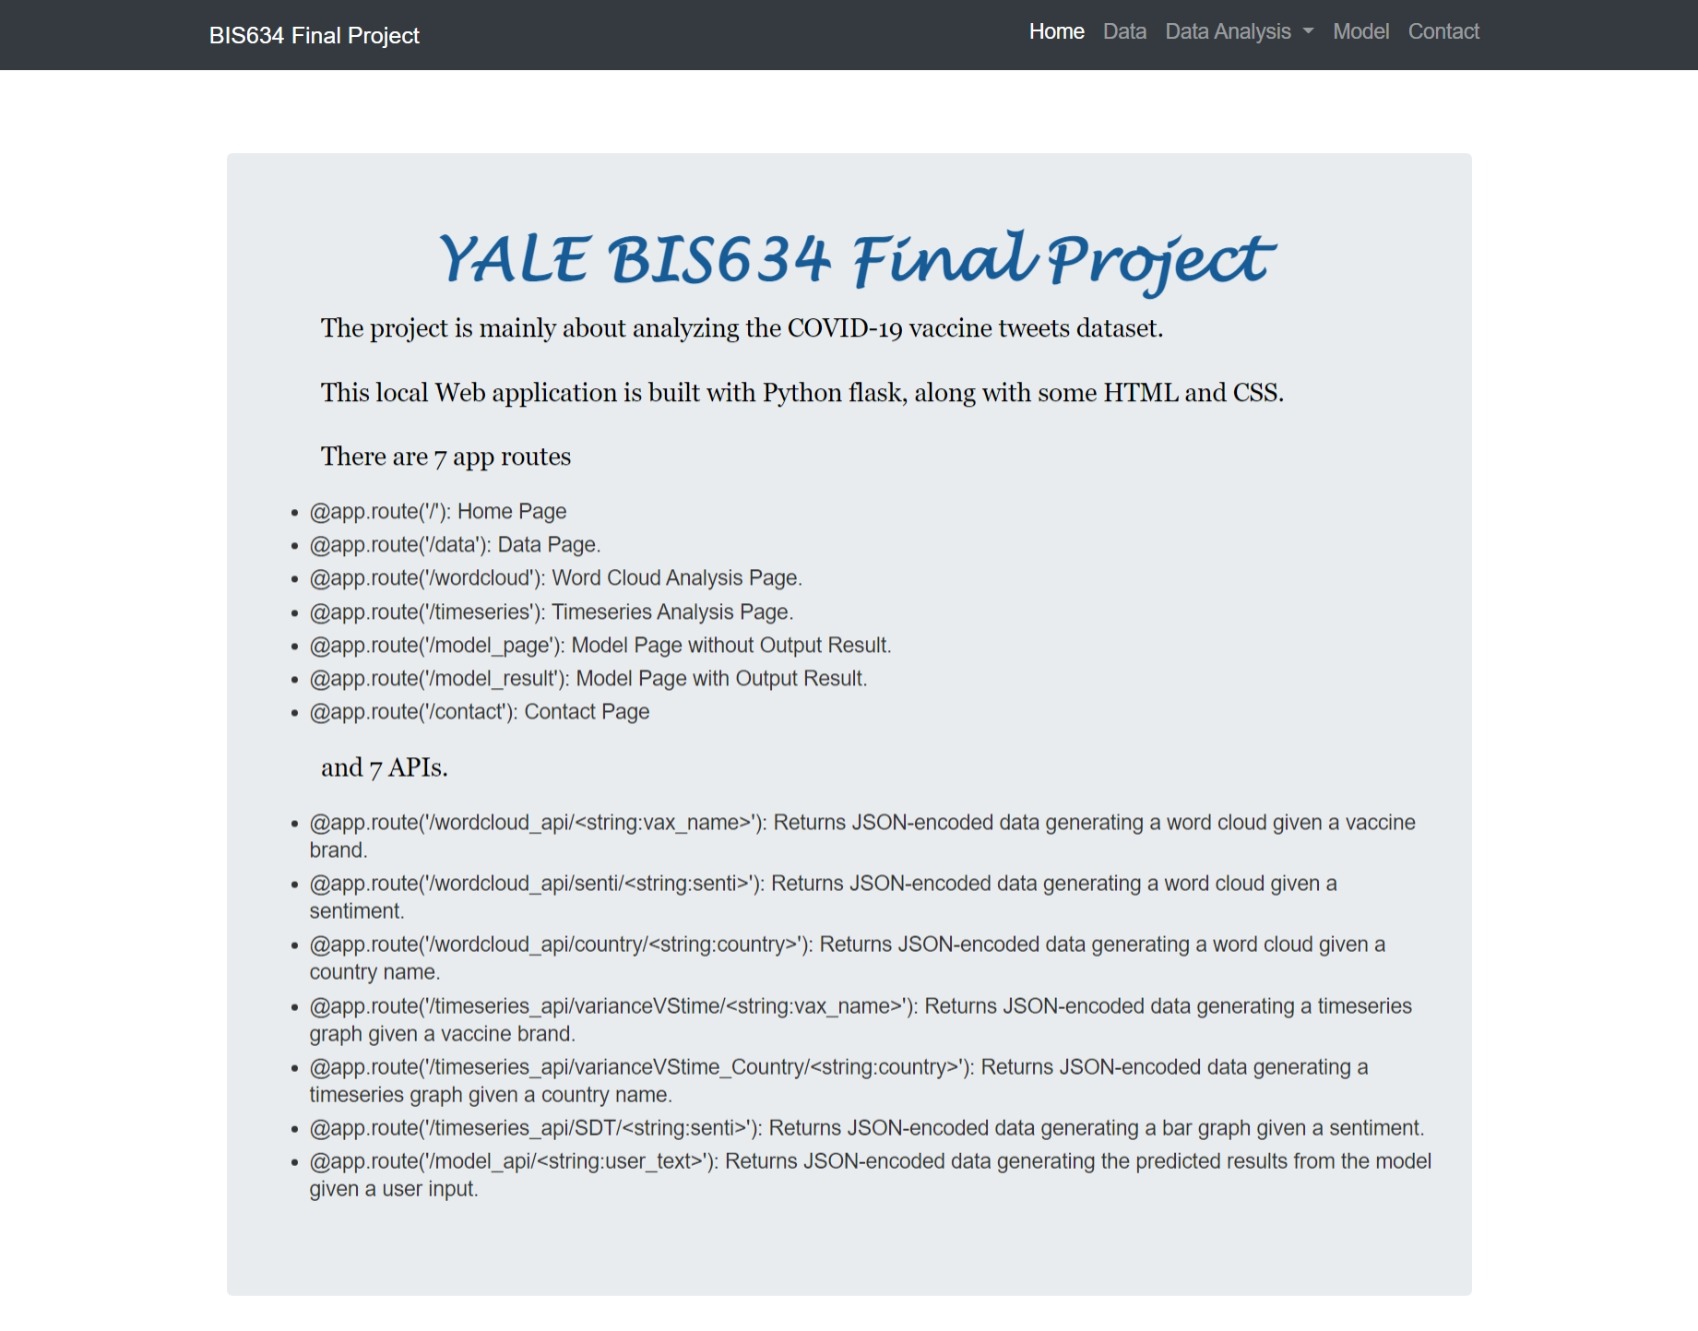 BIS634 Final Project
Home Data Data Analysis Model Contact
YALE BIS634 Final Project
The project is mainly about analyzing the COVID-19 vaccine tweets dataset.
This local Web application is built with Python flask, along with some HTML and CSS.
There are 7 app routes
• @app.route('/'): Home Page
• @app.route('/data'): Data Page.
• @app.route('/wordcloud'): Word Cloud Analysis Page.
• @app.route('/timeseries'): Timeseries Analysis Page.
• @app.route('/model_page'): Model Page without Output Result.
• @app.route('/model_result'): Model Page with Output Result.
• @app.route('/contact'): Contact Page
and 7 APIs.
• @app.route('/wordcloud_api/<string:vax_name>'): Returns JSON-encoded data generating a word cloud given a vaccine
brand.
• @app.route('/wordcloud_api/senti/<string:senti>'): Returns JSON-encoded data generating a word cloud given a
sentiment.
• @app.route('/wordcloud_api/country/<string:country>'): Returns JSON-encoded data generating a word cloud given a
country name.
• @app.route('/timeseries_api/varianceVStime/<string:vax_name>'): Returns JSON-encoded data generating a timeseries
graph given a vaccine brand.
• @app.route('/timeseries_api/varianceVStime_Country/<string:country>'): Returns JSON-encoded data generating a
timeseries graph given a country name.
• @app.route('/timeseries_api/SDT/<string:senti>'): Returns JSON-encoded data generating a bar graph given a sentiment.
• @app.route('/model_api/<string:user_text>'): Returns JSON-encoded data generating the predicted results from the model
given a user input.